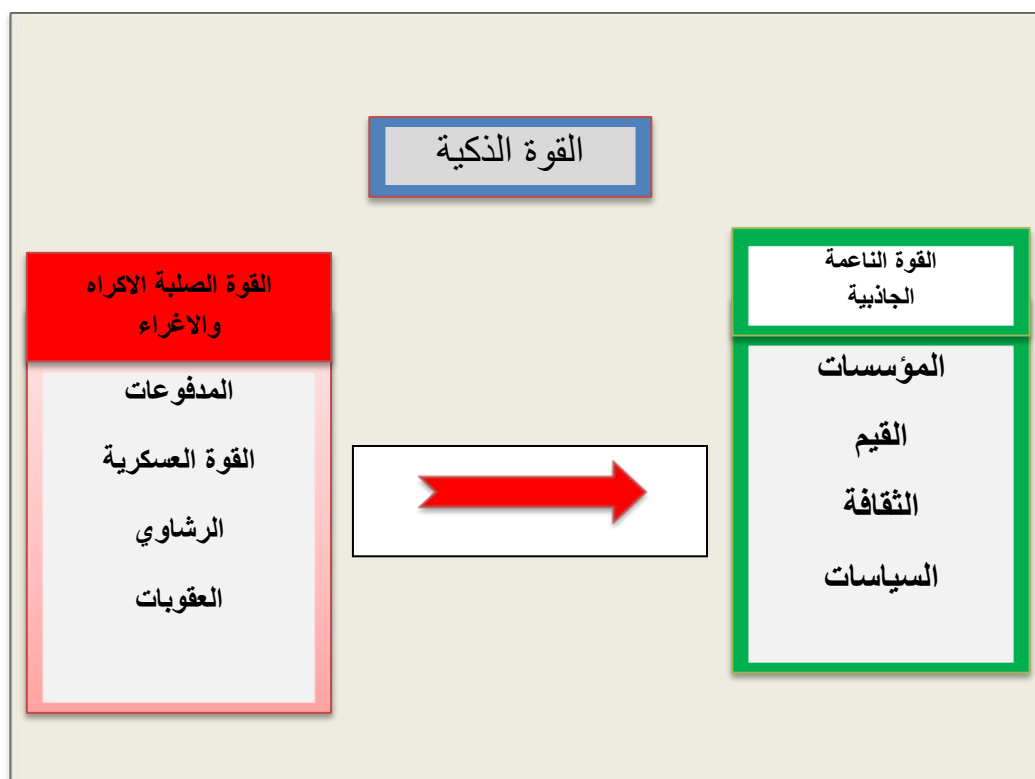 القوة الذكية
القوة الناعمة
الجاذبية
المؤسسات
القيم
الثقافة
السياسات
القوة الصلبة الاكراه
والاغراء
المدفوعات
القوة العسكرية
الرشاوي
العقوبات